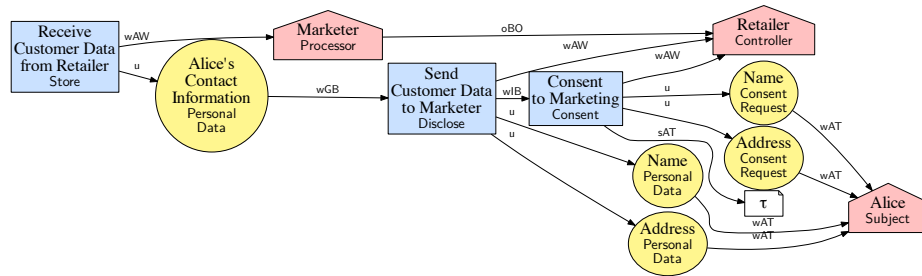 Receive
Customer Data
from Retailer
Store
wAW
u
Marketer
Processor
Alice's
Contact
Information
Personal
Data
oBO
wGB
Send
Customer Data
to Marketer
Disclose
wAW
wIB
u
u
Consent
to Marketing
Consent
wAW
u
u
sAT
Retailer
Controller
Name
Consent
Request
Address
Consent
Request
wAT
wAT
Name
Personal
Data
Address
Personal
Data
τ
wAT
wAT
Alice
Subject